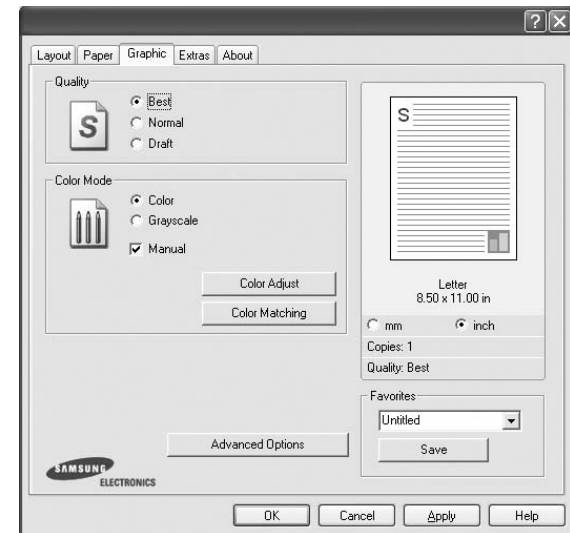 Layout Paper Graphic Extras About
Quality
S
Best
Normal
Draft
Color Mode
Color
Grayscale
Manual
Color Adjust
Color Matching
S
Letter
8.50 x 11.00 in
mm inch
Copies: 1
Quality: Best
Favorites
Untitled
Save
Advanced Options
SAMSUNG
ELECTRONICS
OK Cancel Apply Help